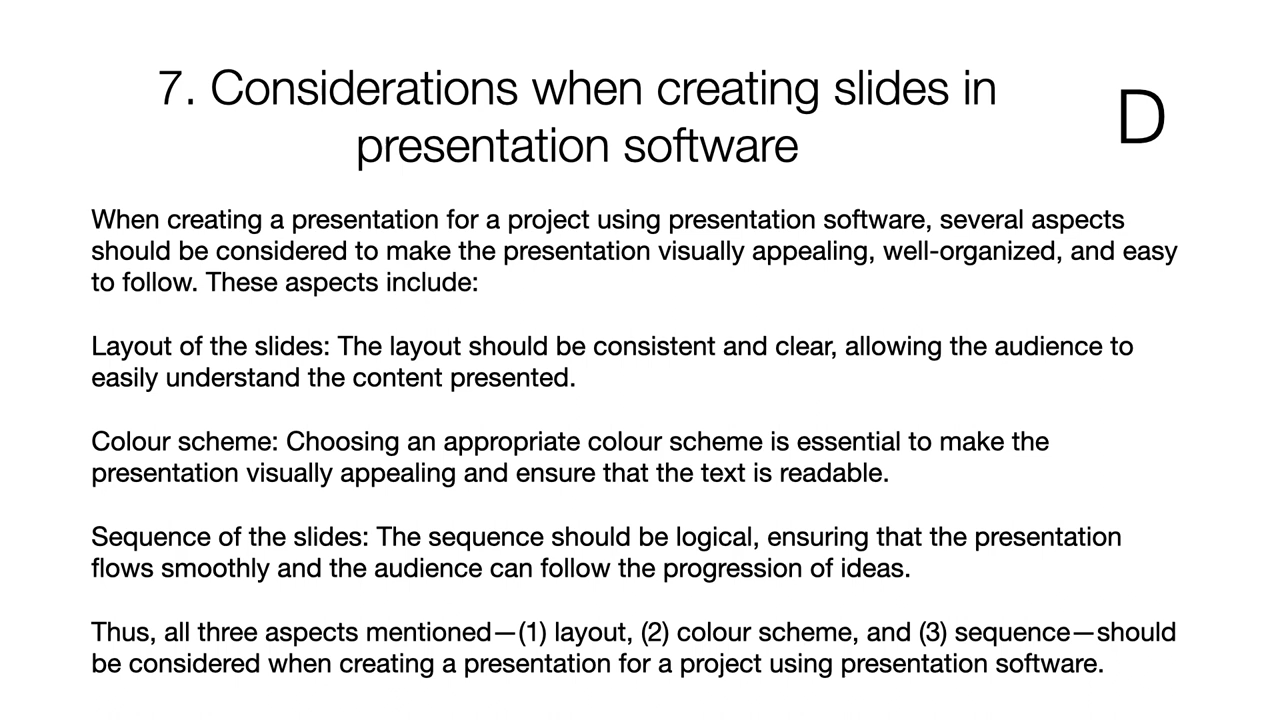 7. Considerations when creating slides in
presentation software
D
When creating a presentation for a project using presentation software, several aspects
should be considered to make the presentation visually appealing, well-organized, and easy
to follow. These aspects include:
Layout of the slides: The layout should be consistent and clear, allowing the audience to
easily understand the content presented.
Colour scheme: Choosing an appropriate colour scheme is essential to make the
presentation visually appealing and ensure that the text is readable.
Sequence of the slides: The sequence should be logical, ensuring that the presentation
flows smoothly and the audience can follow the progression of ideas.
Thus, all three aspects mentioned—(1) layout, (2) colour scheme, and (3) sequence—should
be considered when creating a presentation for a project using presentation software.